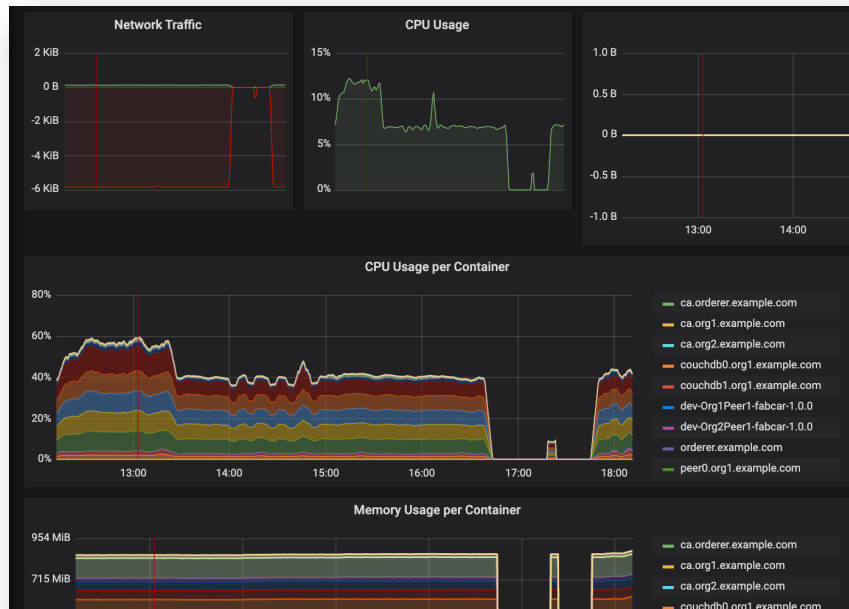 Network Traffic
2 KiB
0 B
-2 KiB
-4 KiB
-6 KiB
CPU Usage
15%
10%
5%
0%
1.0 B
0.5 B
0 B
-0.5 B
-1.0 B
13:00
14:00
CPU Usage per Container
80%
60%
40%
20%
0%
13:00
14:00
15:00
16:00
17:00
18:00
ca.orderer.example.com
ca.org1.example.com
ca.org2.example.com
couchdb0.org1.example.com
couchdb1.org1.example.com
dev-Org1Peer1-fabcar-1.0.0
dev-Org2Peer1-fabcar-1.0.0
orderer.example.com
peer0.org1.example.com
Memory Usage per Container
954 MiB
715 MiB
ca.orderer.example.com
ca.org1.example.com
ca.org2.example.com
couchdb0.org1.example.com